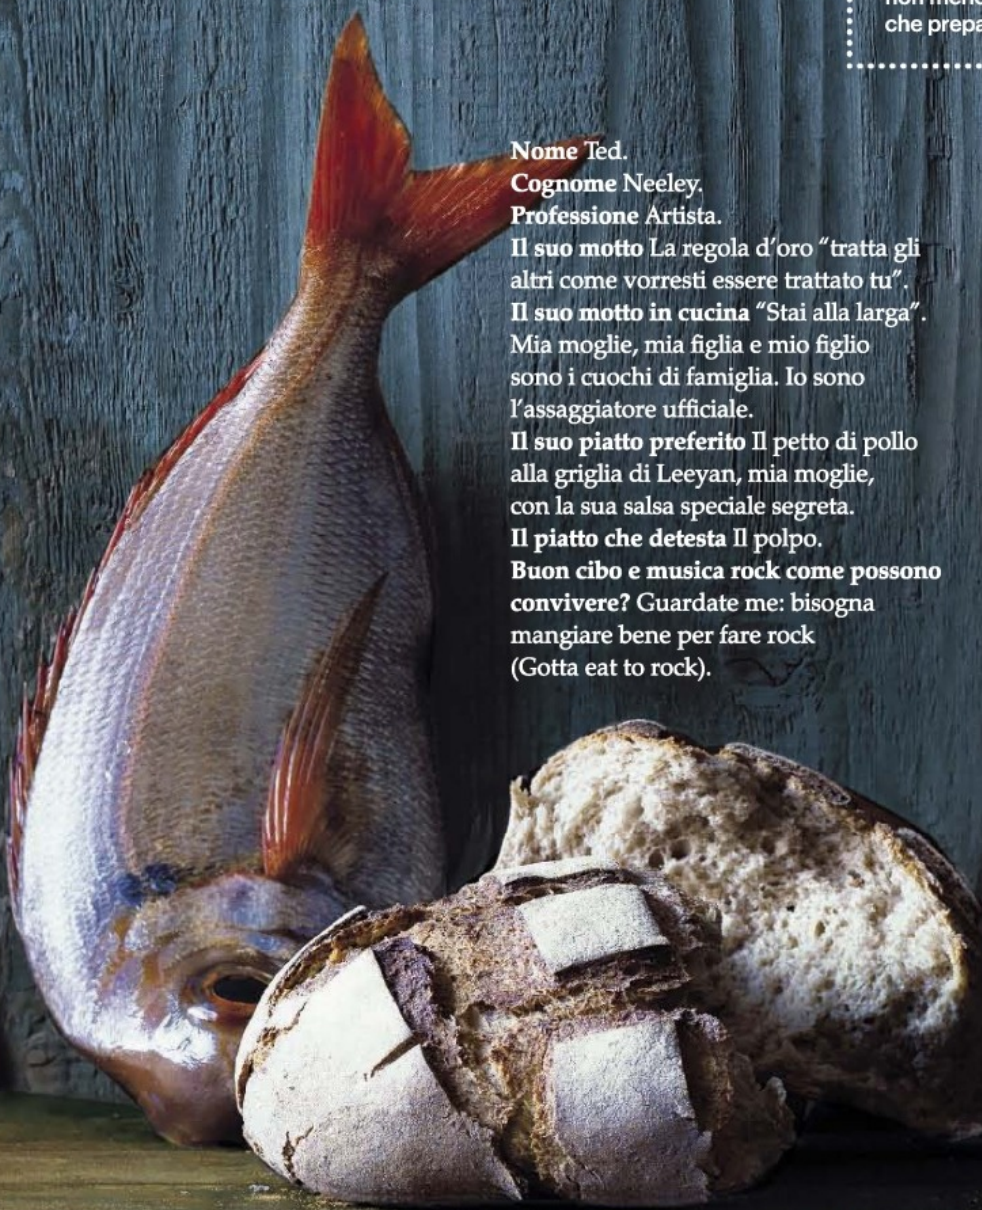 che prepa
Nome Ted.
Cognome Neeley.
Professione Artista.
Il suo motto La regola d'oro “tratta gli
altri come vorresti essere trattato tu”.
Il suo motto in cucina “Stai alla larga”.
Mia moglie, mia figlia e mio figlio
sono i cuochi di famiglia. Io sono
l'assaggiatore ufficiale.
Il suo piatto preferito Il petto di pollo
alla griglia di Leeyan, mia moglie,
con la sua salsa speciale segreta.
Il piatto che detesta Il polpo.
Buon cibo e musica rock come possono
convivere? Guardate me: bisogna
mangiare bene per fare rock
(Gotta eat to rock).